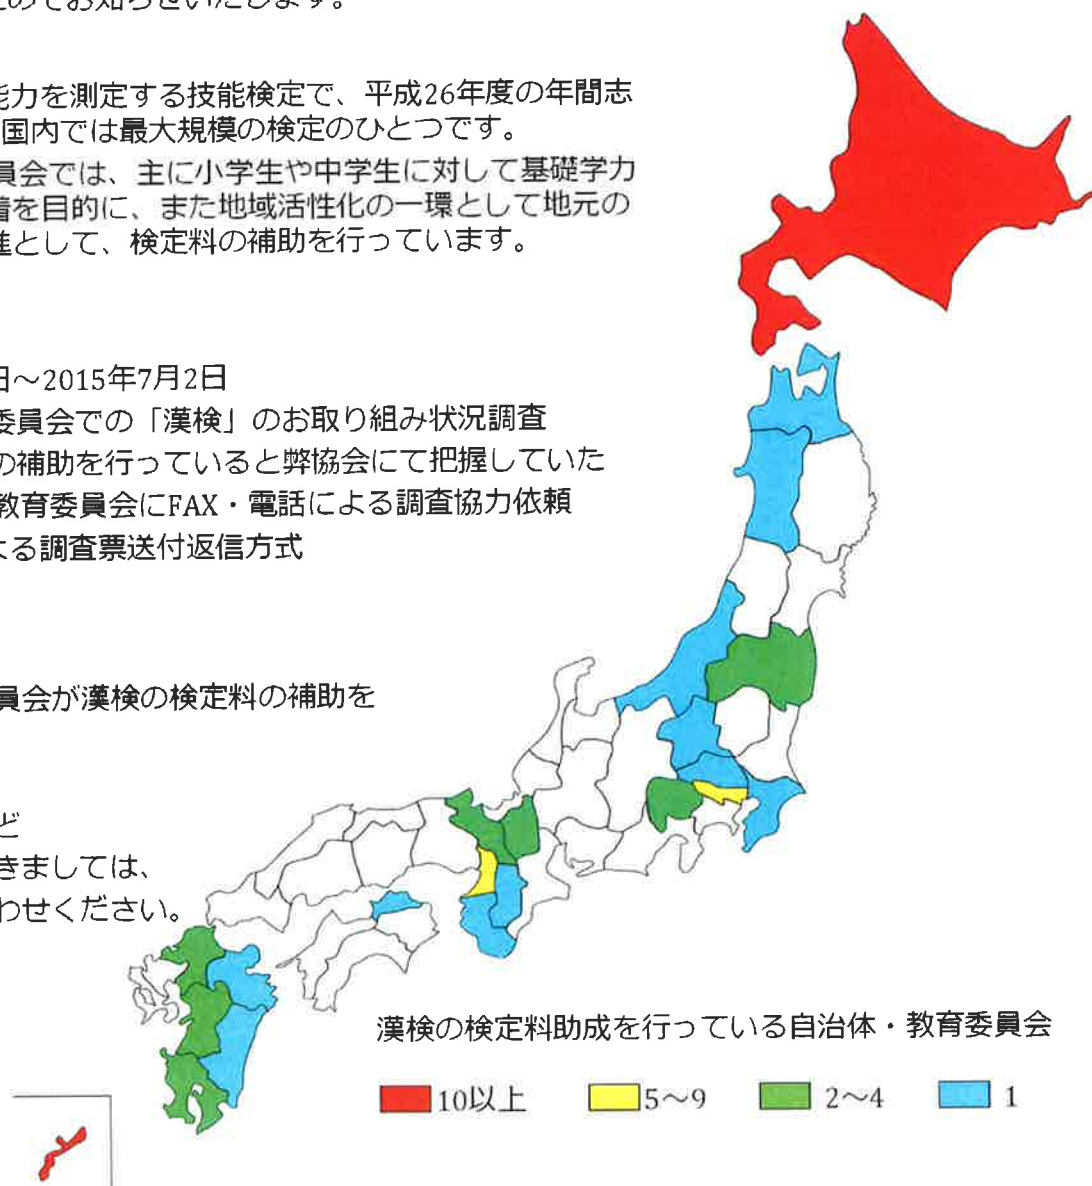 めてお知らせいたします。
能力を測定する技能検定で、平成26年度の年間志
国内では最大規模の検定のひとつです。
員会では、主に小学生や中学生に対して基礎学力
着を目的に、また地域活性化の一環として地元の
進として、検定料の補助を行っています。
日～2015年7月2日
委員会での「漢検」のお取り組み状況調査
の補助を行っていると弊協会にて把握していた
教育委員会にFAX・電話による調査協力依頼
よる調査票送付返信方式
員会が漢検の検定料の補助を
ど
きましては、
わせください。
漢検の検定料助成を行っている自治体・教育委員会
10以上 5～9 2～4 1